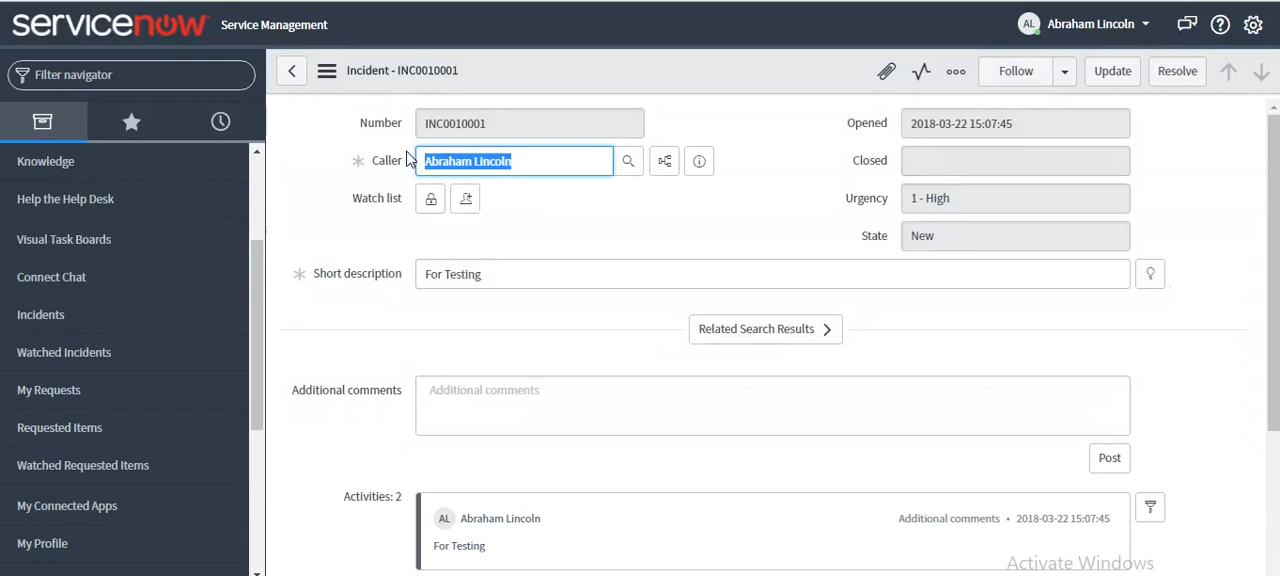 servicenow Service Management
AL Abraham Lincoln
Filter navigator
Incident - INC0010001
Follow
Update
Resolve
Knowledge
Help the Help Desk
Visual Task Boards
Connect Chat
Incidents
Watched Incidents
My Requests
Requested Items
Watched Requested Items
My Connected Apps
My Profile
Number INC0010001
Opened 2018-03-22 15:07:45
Caller Abraham Lincoln
Closed
Watch list
Urgency 1 - High
State New
Short description For Testing
Related Search Results
Additional comments Additional comments
Post
Activities: 2
AL Abraham Lincoln Additional comments • 2018-03-22 15:07:45
For Testing
Activate Windows